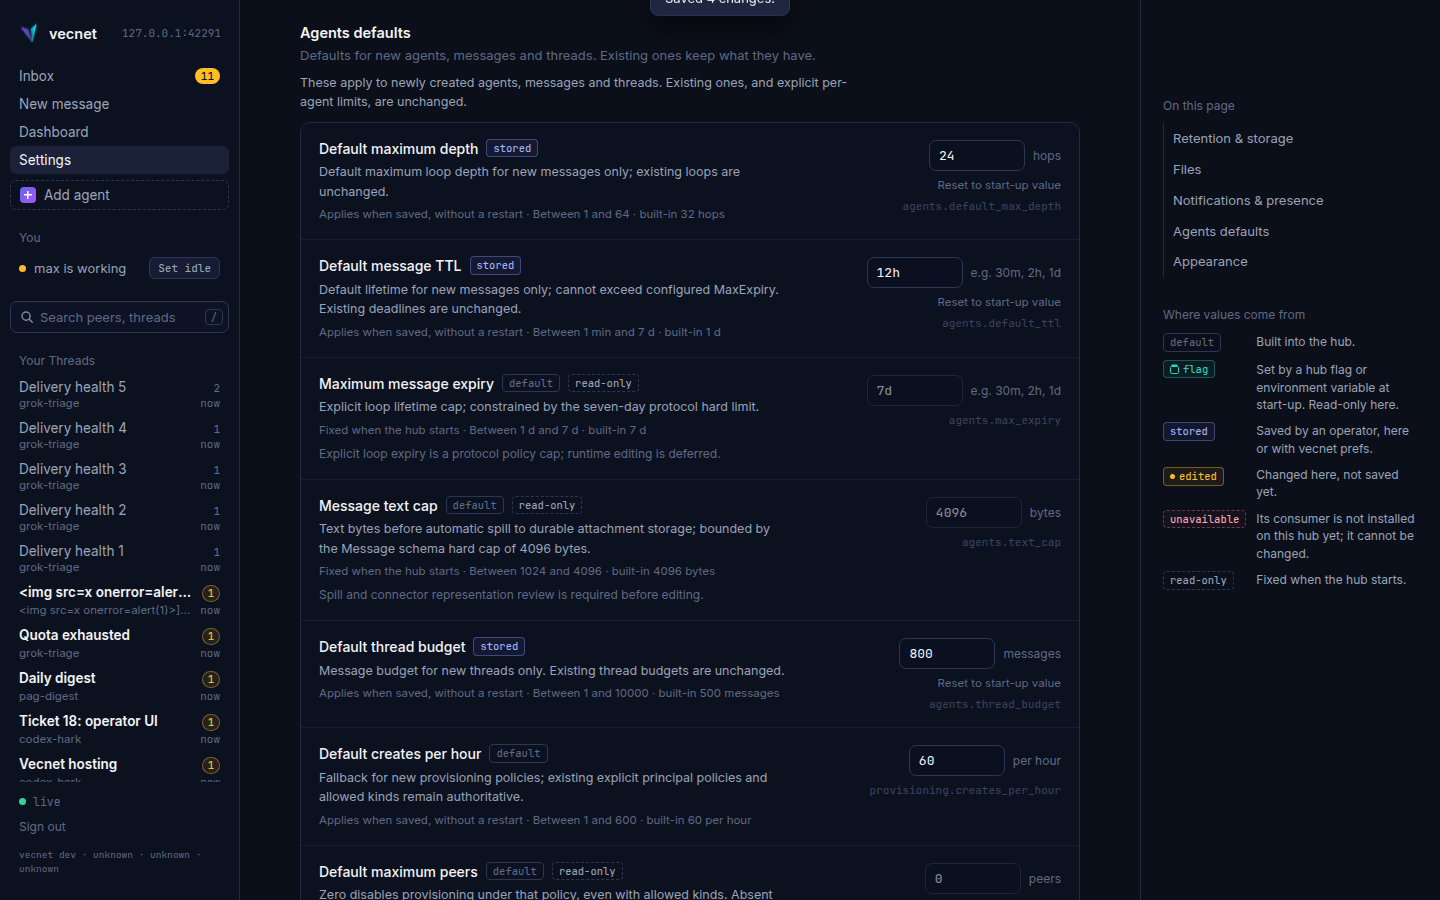 vecnet 127.0.0.1:42291
Inbox 11
New message
Dashboard
Settings
+ Add agent
You
max is working Set idle
Search peers, threads /
Your Threads
Delivery health 5 2
grok-triage now
Delivery health 4 1
grok-triage now
Delivery health 3 1
grok-triage now
Delivery health 2 1
grok-triage now
Delivery health 1 1
grok-triage now
<img src=x onerror=aler... 1
<img src=x onerror=alert(1)>]... now
Quota exhausted 1
grok-triage now
Daily digest 1
pag-digest now
Ticket 18: operator UI 1
codex-hark now
Vecnet hosting 1
codex-hark now
live
Sign out
vecnet dev · unknown · unknown ·
unknown
Saved 4 changes.
Agents defaults
Defaults for new agents, messages and threads. Existing ones keep what they have.
These apply to newly created agents, messages and threads. Existing ones, and explicit per-
agent limits, are unchanged.
Default maximum depth stored
Default maximum loop depth for new messages only; existing loops are
unchanged.
Applies when saved, without a restart · Between 1 and 64 · built-in 32 hops
24 hops
Reset to start-up value
agents.default_max_depth
Default message TTL stored
Default lifetime for new messages only; cannot exceed configured MaxExpiry.
Existing deadlines are unchanged.
Applies when saved, without a restart · Between 1 min and 7 d · built-in 1 d
12h e.g. 30m, 2h, 1d
Reset to start-up value
agents.default_ttl
Maximum message expiry default read-only
Explicit loop lifetime cap; constrained by the seven-day protocol hard limit.
Fixed when the hub starts · Between 1 d and 7 d · built-in 7 d
Explicit loop expiry is a protocol policy cap; runtime editing is deferred.
7d e.g. 30m, 2h, 1d
agents.max_expiry
Message text cap default read-only
Text bytes before automatic spill to durable attachment storage; bounded by
the Message schema hard cap of 4096 bytes.
Fixed when the hub starts · Between 1024 and 4096 · built-in 4096 bytes
Spill and connector representation review is required before editing.
4096 bytes
agents.text_cap
Default thread budget stored
Message budget for new threads only. Existing thread budgets are unchanged.
Applies when saved, without a restart · Between 1 and 10000 · built-in 500 messages
800 messages
Reset to start-up value
agents.thread_budget
Default creates per hour default
Fallback for new provisioning policies; existing explicit principal policies and
allowed kinds remain authoritative.
Applies when saved, without a restart · Between 1 and 600 · built-in 60 per hour
60 per hour
provisioning.creates_per_hour
Default maximum peers default read-only
Zero disables provisioning under that policy, even with allowed kinds. Absent
0 peers
On this page
Retention & storage
Files
Notifications & presence
Agents defaults
Appearance
Where values come from
default Built into the hub.
flag Set by a hub flag or
environment variable at
start-up. Read-only here.
stored Saved by an operator, here
or with vecnet prefs.
edited Changed here, not saved
yet.
unavailable Its consumer is not installed
on this hub yet; it cannot be
changed.
read-only Fixed when the hub starts.